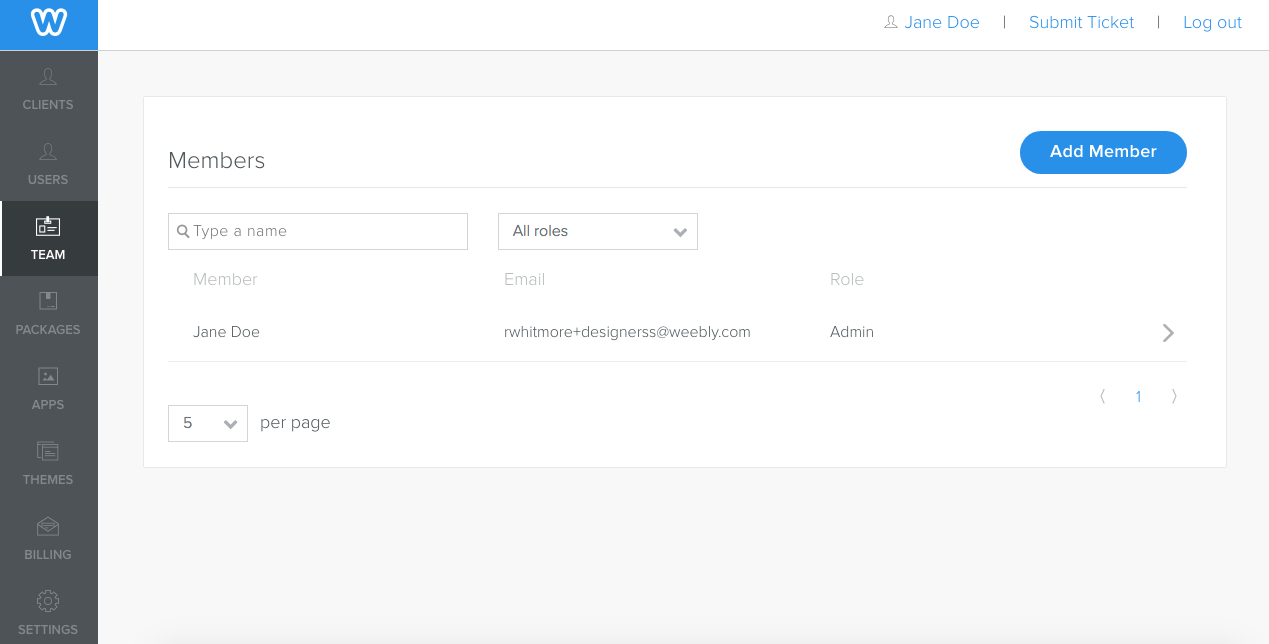 Jane Doe | Submit Ticket | Log out
CLIENTS
USERS
TEAM
PACKAGES
APPS
THEMES
BILLING
SETTINGS
Members
Add Member
Type a name
All roles
Member Email Role
Jane Doe rwhitmore+designerss@weebly.com Admin
1
5 per page